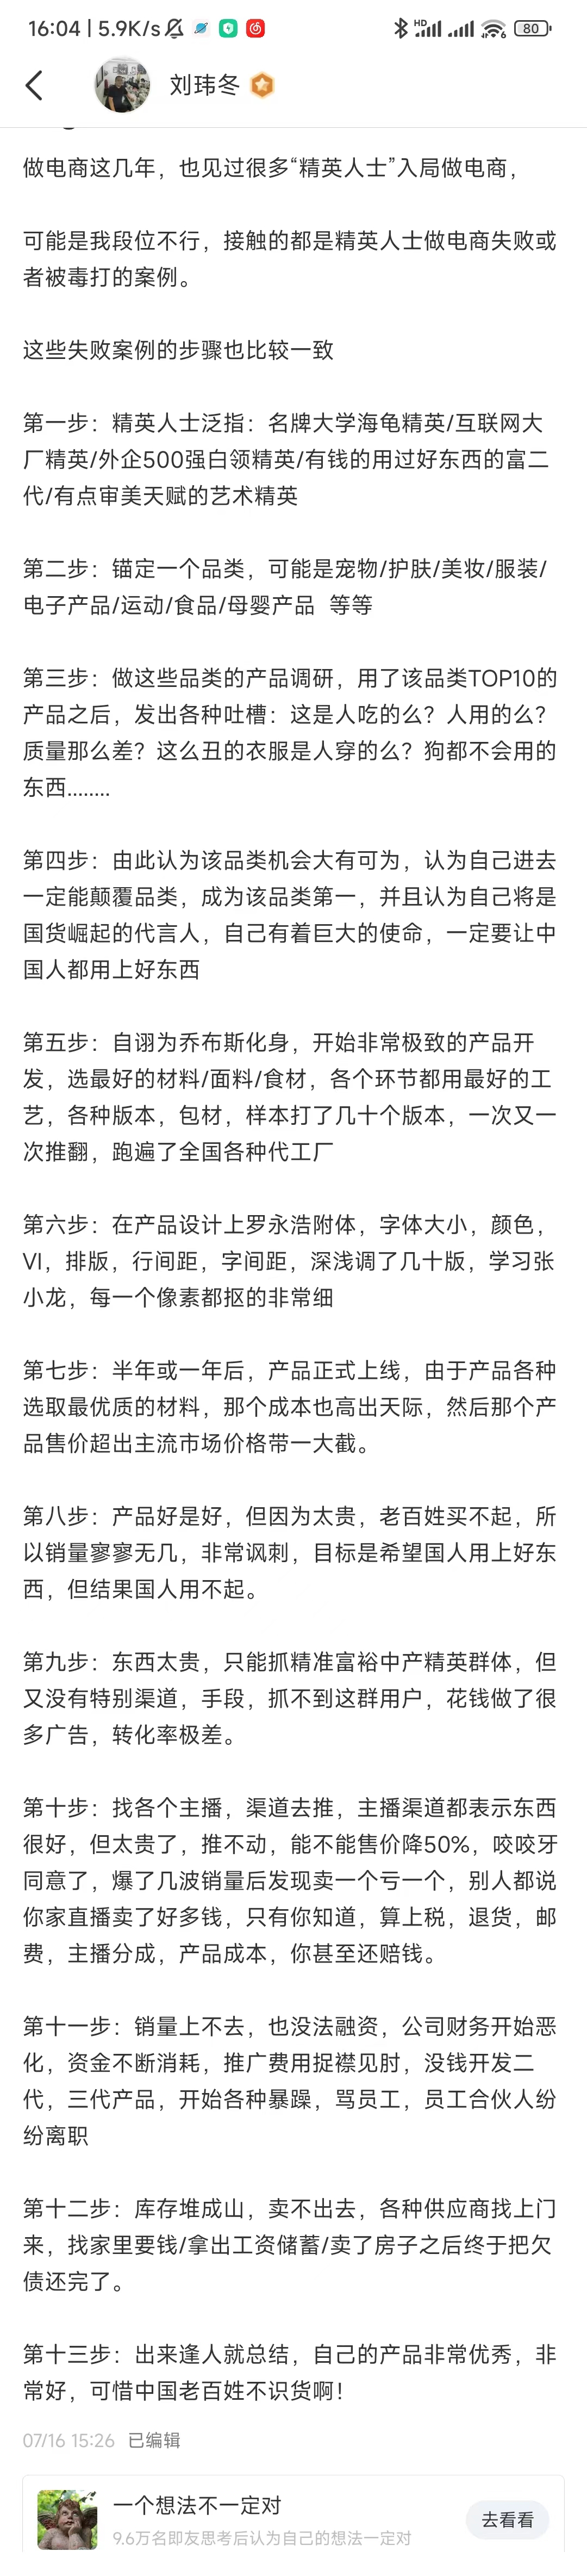 16:04 | 5.9K/s
HD
80
刘玮冬
做电商这几年，也见过很多“精英人士”入局做电商，
可能是我段位不行，接触的都是精英人士做电商失败或
者被毒打的案例。
这些失败案例的步骤也比较一致
第一步：精英人士泛指：名牌大学海龟精英/互联网大
厂精英/外企500强白领精英/有钱的用过好东西的富二
代/有点审美天赋的艺术精英
第二步：锚定一个品类，可能是宠物/护肤/美妆/服装/
电子产品/运动/食品/母婴产品 等等
第三步：做这些品类的产品调研，用了该品类TOP10的
产品之后，发出各种吐槽：这是人吃的么？人用的么？
质量那么差？这么丑的衣服是人穿的么？狗都不会用的
东西........
第四步：由此认为该品类机会大有可为，认为自己进去
一定能颠覆品类，成为该品类第一，并且认为自己将是
国货崛起的代言人，自己有着巨大的使命，一定要让中
国人都用上好东西
第五步：自诩为乔布斯化身，开始非常极致的产品开
发，选最好的材料/面料/食材，各个环节都用最好的工
艺，各种版本，包材，样本打了几十个版本，一次又一
次推翻，跑遍了全国各种代工厂
第六步：在产品设计上罗永浩附体，字体大小，颜色，
VI，排版，行间距，字间距，深浅调了几十版，学习张
小龙，每一个像素都抠的非常细
第七步：半年或一年后，产品正式上线，由于产品各种
选取最优质的材料，那个成本也高出天际，然后那个产
品售价超出主流市场价格带一大截。
第八步：产品好是好，但因为太贵，老百姓买不起，所
以销量寥寥无几，非常讽刺，目标是希望国人用上好东
西，但结果国人用不起。
第九步：东西太贵，只能抓精准富裕中产精英群体，但
又没有特别渠道，手段，抓不到这群用户，花钱做了很
多广告，转化率极差。
第十步：找各个主播，渠道去推，主播渠道都表示东西
很好，但太贵了，推不动，能不能售价降50%，咬咬牙
同意了，爆了几波销量后发现卖一个亏一个，别人都说
你家直播卖了好多钱，只有你知道，算上税，退货，邮
费，主播分成，产品成本，你甚至还赔钱。
第十一步：销量上不去，也没法融资，公司财务开始恶
化，资金不断消耗，推广费用捉襟见肘，没钱开发二
代，三代产品，开始各种暴躁，骂员工，员工合伙人纷
纷离职
第十二步：库存堆成山，卖不出去，各种供应商找上门
来，找家里要钱/拿出工资储蓄/卖了房子之后终于把欠
债还完了。
第十三步：出来逢人就总结，自己的产品非常优秀，非
常好，可惜中国老百姓不识货啊！
07/16 15:26 已编辑
一个想法不一定对
9.6万名即友思考后认为自己的想法一定对
去看看